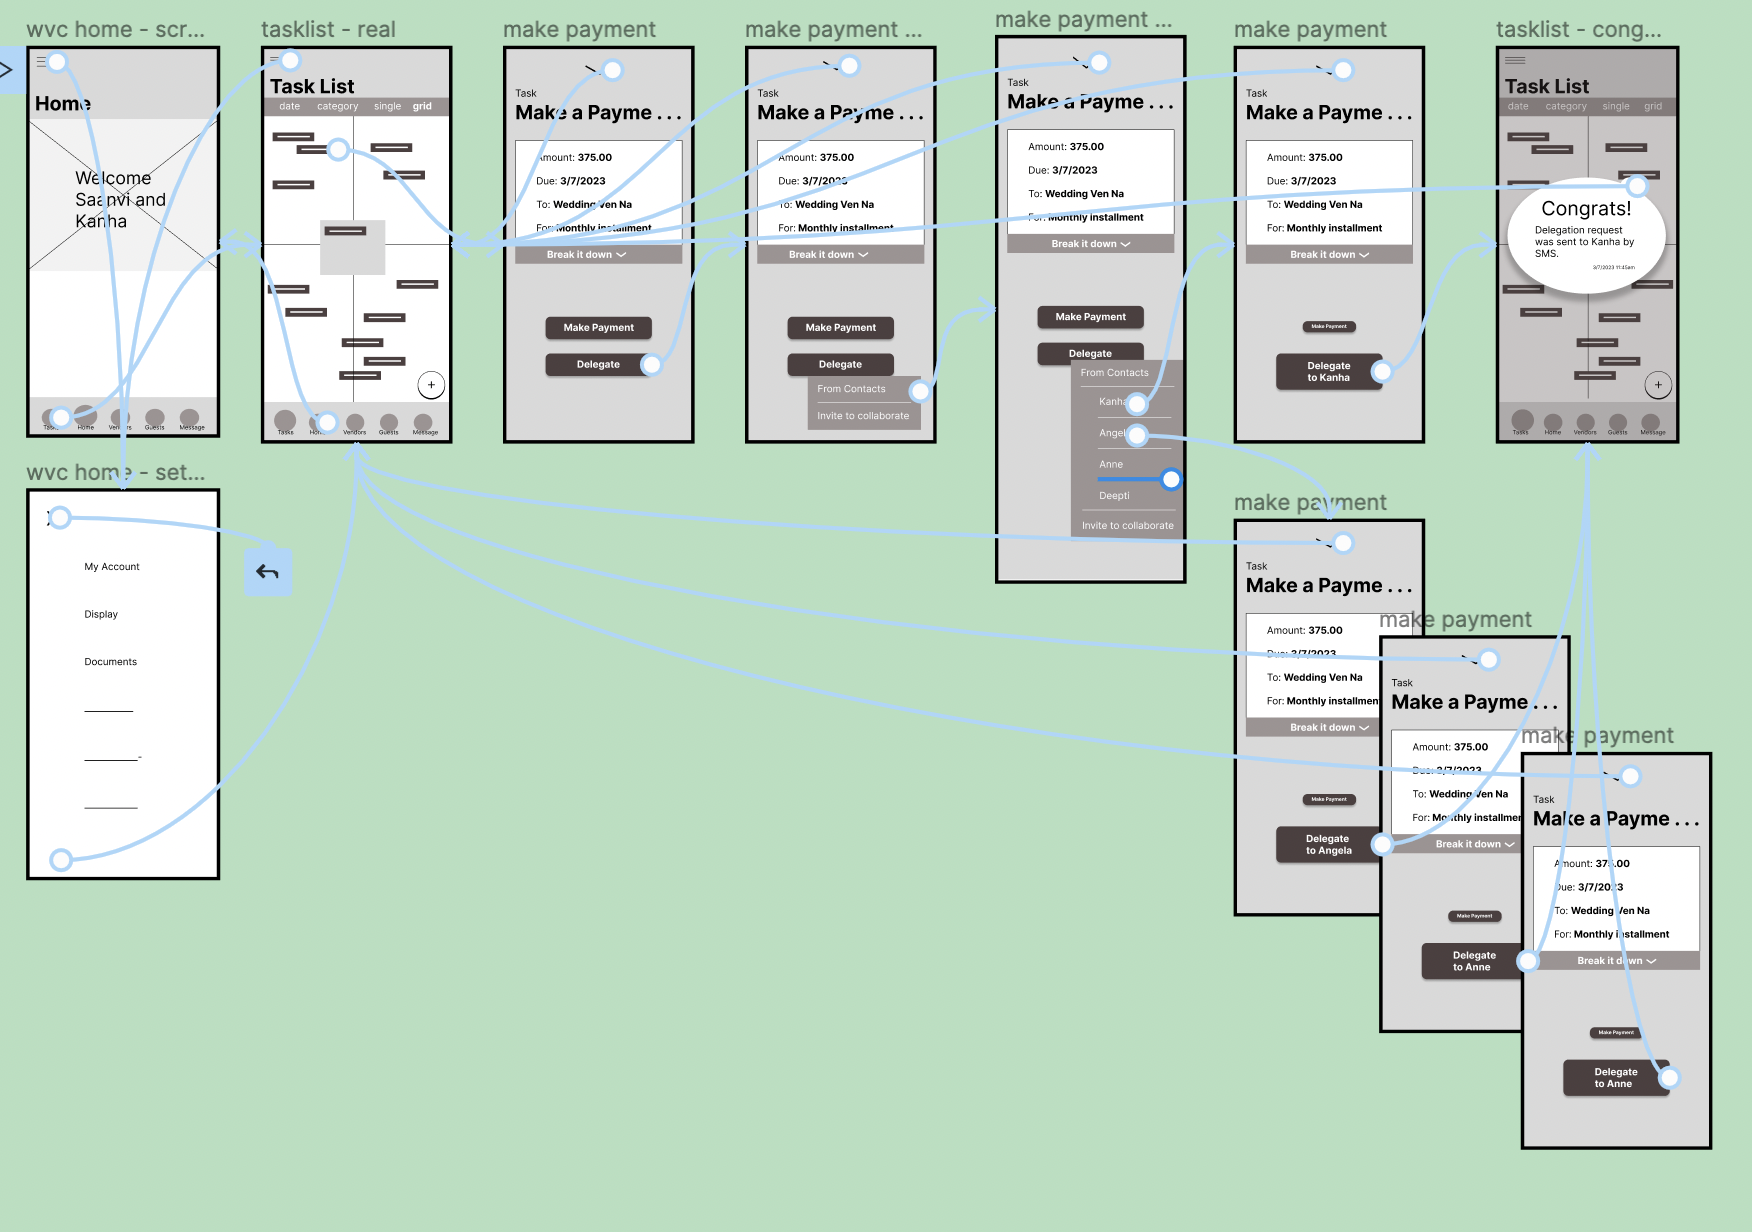 wvc home - scr...
Home
Welcome
Saanvi and
Kanha
Home
Vendors
Guests
Message
tasklist - real
Task List
date category single grid
+
Tasks
Vendors
Guests
Message
make payment
Task
Make a Payme . . .
Amount: 375.00
Due: 3/7/2023
To: Wedding Ven Na
For: Monthly installment
Break it down
Make Payment
Delegate
make payment ...
Task
Make a Payme . . .
Amount: 375.00
Due: 3/7/2023
To: Wedding Ven Na
For: Monthly installment
Break it down
Make Payment
Delegate
From Contacts
Invite to collaborate
make payment ...
Task
Make a Payme . . .
Amount: 375.00
Due: 3/7/2023
To: Wedding Ven Na
For: Monthly installment
Break it down
Make Payment
Delegate
From Contacts
Kanha
Angel
Anne
Deepti
Invite to collaborate
make payment
Task
Make a Payme . . .
Amount: 375.00
Due: 3/7/2023
To: Wedding Ven Na
For: Monthly installment
Break it down
Make Payment
Delegate
to Kanha
tasklist - cong...
Task List
date category single grid
Congrats!
Delegation request
was sent to Kanha by
SMS.
3/7/2023 11:45am
+
Tasks
Home
Vendors
Guests
Message
wvc home - set...
My Account
Display
Documents
make payment
Task
Make a Payme . . .
Amount: 375.00
Due: 3/7/2023
To: Wedding Ven Na
For: Monthly installmen
Break it down
Make Payment
Delegate
to Angela
make payment
Task
Make a Payme . . .
Amount: 375.00
Due: 3/7/2023
To: Wedding Ven Na
For: Monthly installmen
Break it down
Make Payment
Delegate
to Anne
make payment
Task
Make a Payme . . .
Amount: 375.00
Due: 3/7/2023
To: Wedding Ven Na
For: Monthly installment
Break it down
Make Payment
Delegate
to Anne